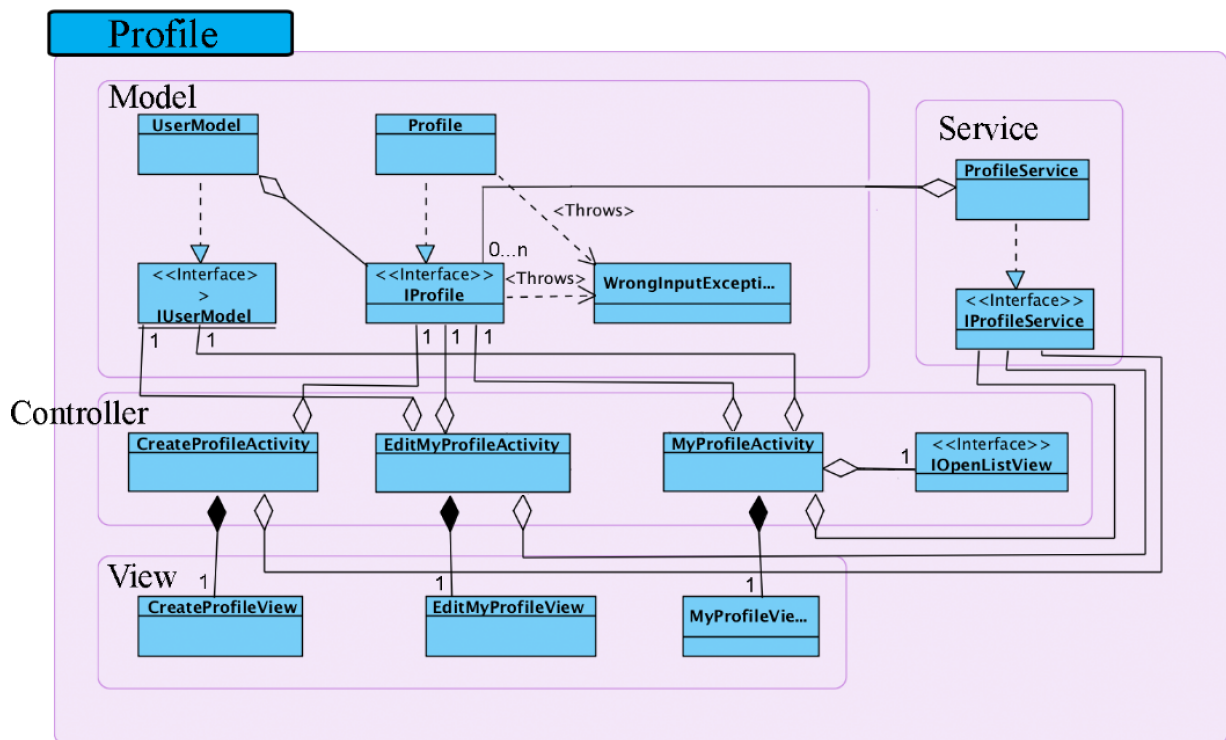 Profile
Model
UserModel
Profile
Service
ProfileService
<Throws>
0...n
<<Interface>
>
IUserModel
<<Interface>>
IProfile
<Throws>
WrongInputExcepti...
<<Interface>>
IProfileService
1
1
1
1
1
Controller
CreateProfileActivity
EditMyProfileActivity
MyProfileActivity
1
<<Interface>>
IOpenListView
View
1
1
1
CreateProfileView
EditMyProfileView
MyProfileVie...